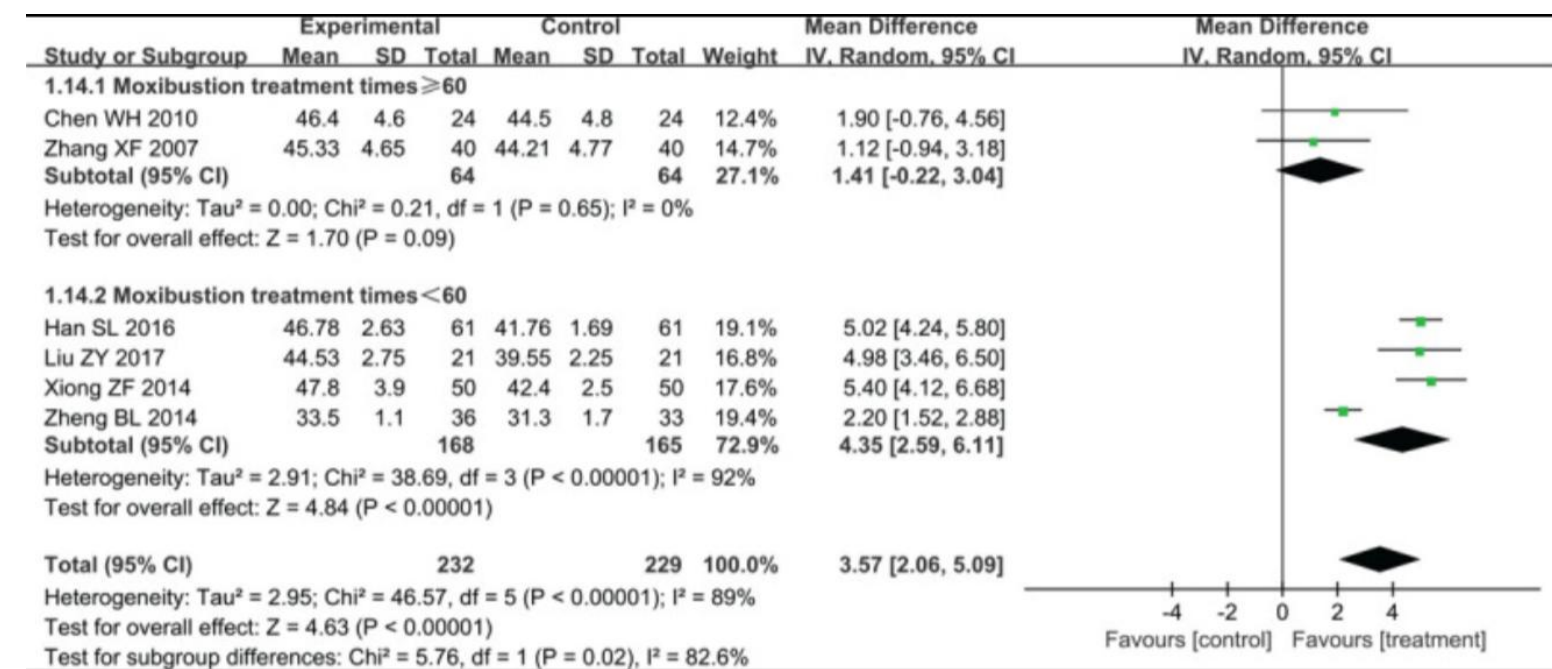 Experimental Control Mean Difference Mean Difference
Study or Subgroup Mean SD Total Mean SD Total Weight IV, Random, 95% CI IV, Random, 95% CI
1.14.1 Moxibustion treatment times⩾60
Chen WH 2010 46.4 4.6 24 44.5 4.8 24 12.4% 1.90 [-0.76, 4.56]
Zhang XF 2007 45.33 4.65 40 44.21 4.77 40 14.7% 1.12 [-0.94, 3.18]
Subtotal (95% CI) 64 64 27.1% 1.41 [-0.22, 3.04]
Heterogeneity: Tau² = 0.00; Chi² = 0.21, df = 1 (P = 0.65); I² = 0%
Test for overall effect: Z = 1.70 (P = 0.09)
1.14.2 Moxibustion treatment times<60
Han SL 2016 46.78 2.63 61 41.76 1.69 61 19.1% 5.02 [4.24, 5.80]
Liu ZY 2017 44.53 2.75 21 39.55 2.25 21 16.8% 4.98 [3.46, 6.50]
Xiong ZF 2014 47.8 3.9 50 42.4 2.5 50 17.6% 5.40 [4.12, 6.68]
Zheng BL 2014 33.5 1.1 36 31.3 1.7 33 19.4% 2.20 [1.52, 2.88]
Subtotal (95% CI) 168 165 72.9% 4.35 [2.59, 6.11]
Heterogeneity: Tau² = 2.91; Chi² = 38.69, df = 3 (P < 0.00001); I² = 92%
Test for overall effect: Z = 4.84 (P < 0.00001)
Total (95% CI) 232 229 100.0% 3.57 [2.06, 5.09]
Heterogeneity: Tau² = 2.95; Chi² = 46.57, df = 5 (P < 0.00001); I² = 89%
Test for overall effect: Z = 4.63 (P < 0.00001)
Test for subgroup differences: Chi² = 5.76, df = 1 (P = 0.02), I² = 82.6%
-4 -2 0 2 4
Favours [control] Favours [treatment]